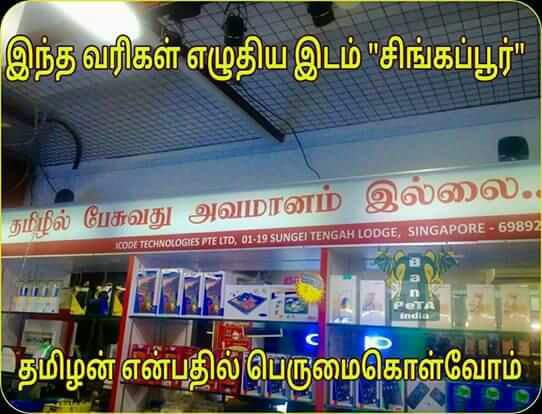 இந்த வரிகள் எழுதிய இடம் "சிங்கப்பூர்"
தமிழில் பேசுவது அவமானம் இல்லை..
ICODE TECHNOLOGIES PTE LTD, 01-19 SUNGEI TENGAH LODGE, SINGAPORE - 69892
Ban
PeTA
India
தமிழன் என்பதில் பெருமைகொள்வோம்